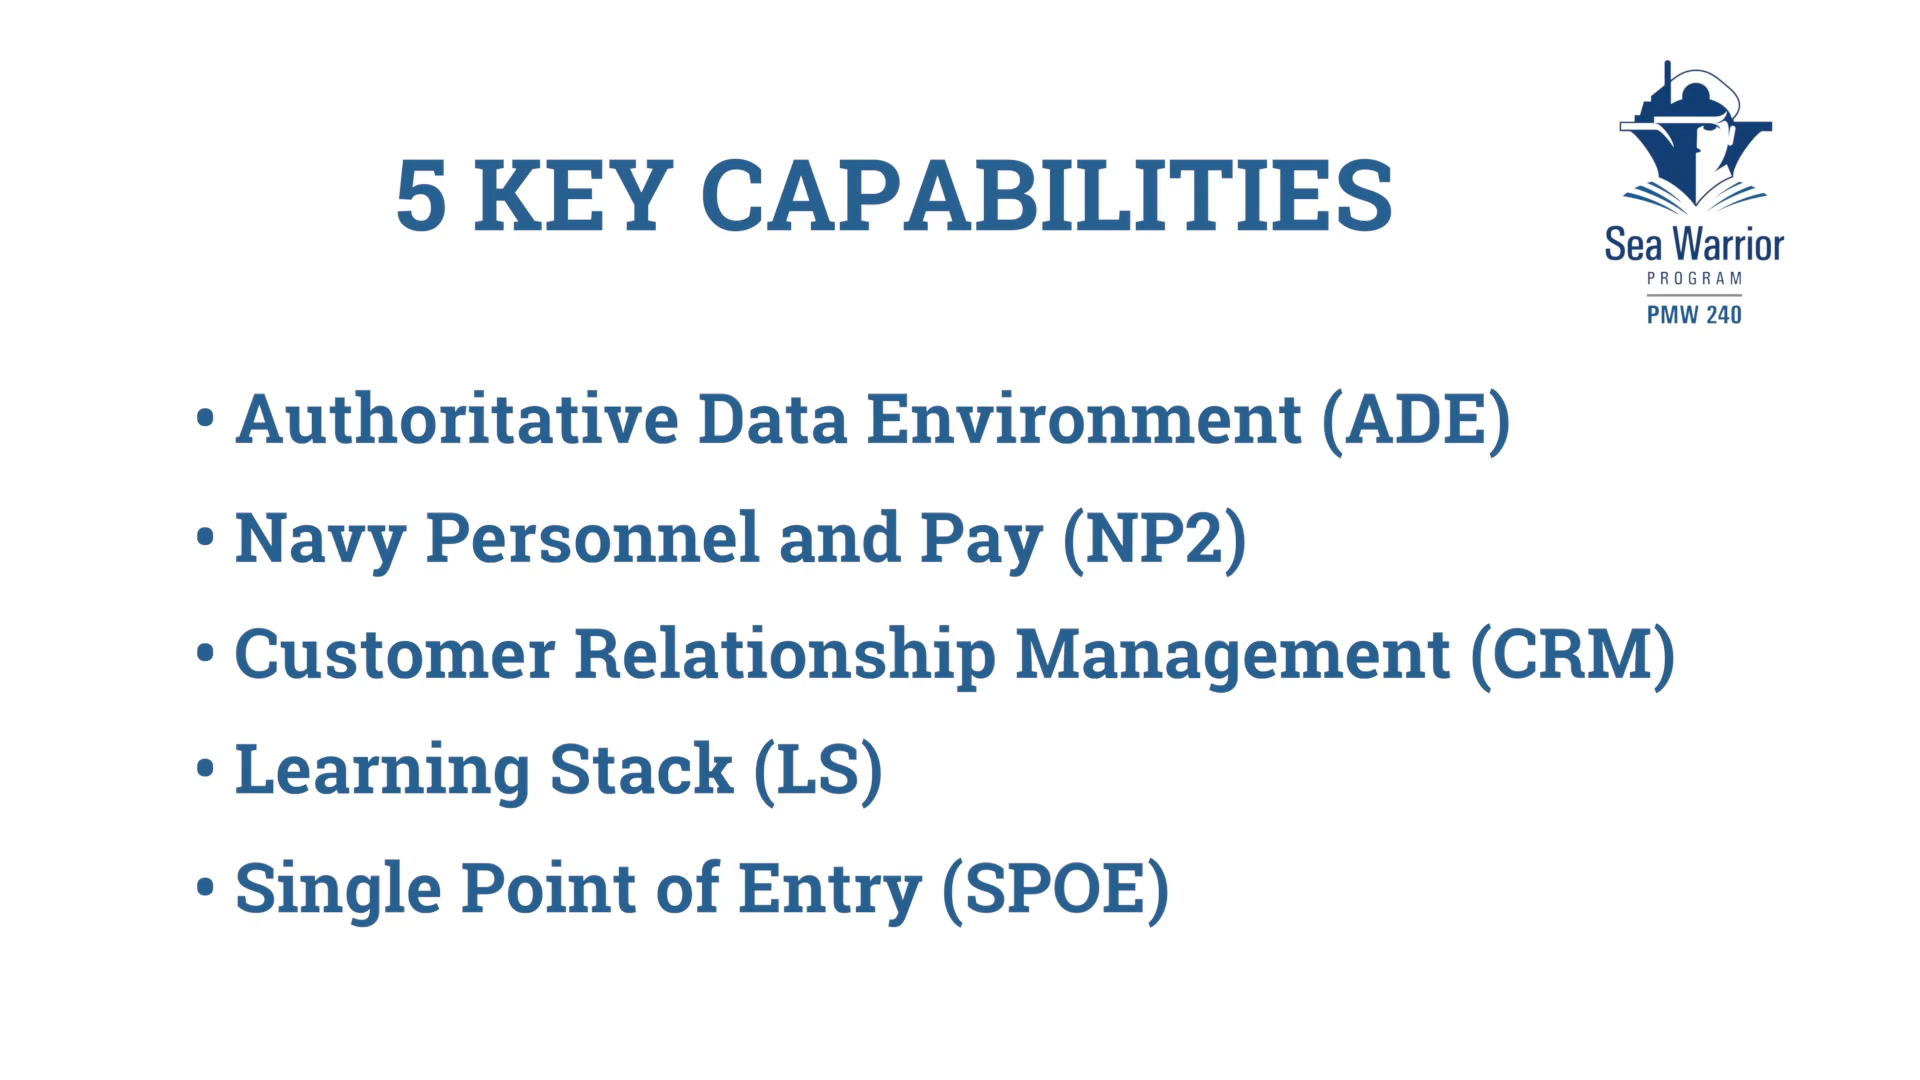 5 KEY CAPABILITIES
Sea Warrior
PROGRAM
PMW 240
• Authoritative Data Environment (ADE)
• Navy Personnel and Pay (NP2)
• Customer Relationship Management (CRM)
• Learning Stack (LS)
• Single Point of Entry (SPOE)